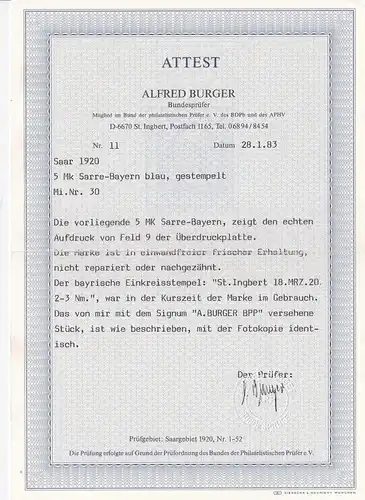 ATTEST
ALFRED BURGER
Bundesprüfer
Mitglied im Bund der philatelistischen Prüfer e. V. des BDPh und des APHV
D-6670 St. Ingbert, Postfach 1165, Tel. 06894/8454
Nr. 11 Datum 28.1.83
Saar 1920
5 Mk Sarre-Bayern blau, gestempelt
Mi.Nr. 30
Die vorliegende 5 MK Sarre-Bayern, zeigt den echten
Aufdruck von Feld 9 der Überdruckplatte.
Die Marke ist in einwandfreier frischer Erhaltung,
nicht repariert oder nachgezähnt.
Der bayrische Einkreisstempel: "St.Ingbert 18.MRZ.20
2-3 Nm.", war in der Kurszeit der Marke im Gebrauch.
Das von mir mit dem Signum "A.BURGER BPP" versehene
Stück, ist wie beschrieben, mit der Fotokopie ident-
isch.
Der Prüfer:
Prüfgebiet: Saargebiet 1920, Nr. 1-52
Die Prüfung erfolgte auf Grund der Prüfordnung des Bundes der Philatelistischen Prüfer e. V.